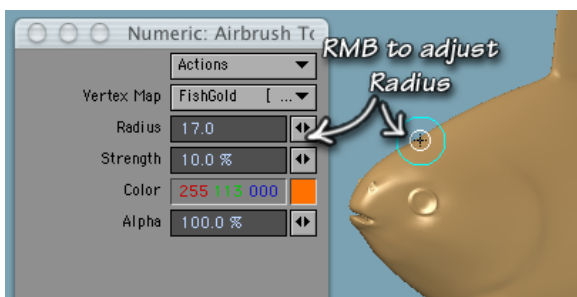 Numeric: Airbrush To
RMB to adjust
Radius
Actions
Vertex Map FishGold [ ...
Radius 17.0
Strength 10.0 %
Color 255 113 000
Alpha 100.0 %